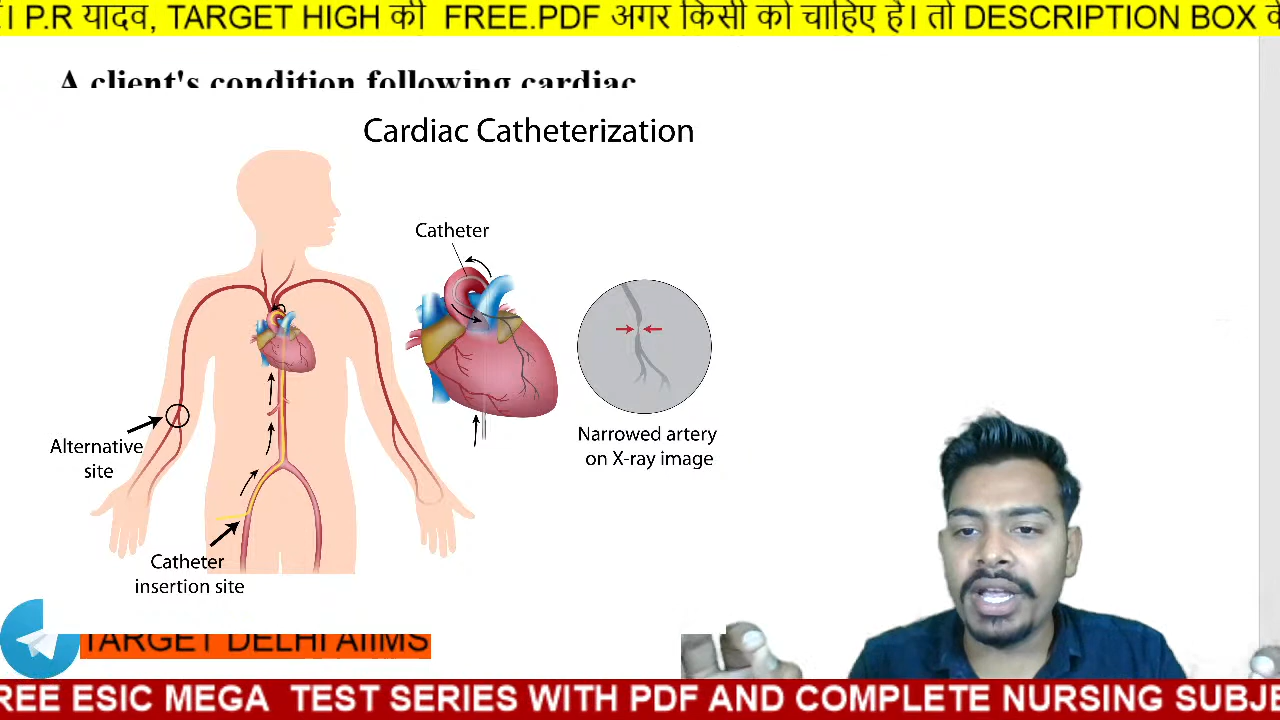 । P.R यादव, TARGET HIGH की FREE.PDF अगर किसी को चाहिए है। तो DESCRIPTION BOX
A client's condition following cardiac
Cardiac Catheterization
Catheter
Alternative
site
Narrowed artery
on X-ray image
Catheter
insertion site
TARGET DELHI AIIMS
REE ESIC MEGA TEST SERIES WITH PDF AND COMPLETE NURSING SUBJE